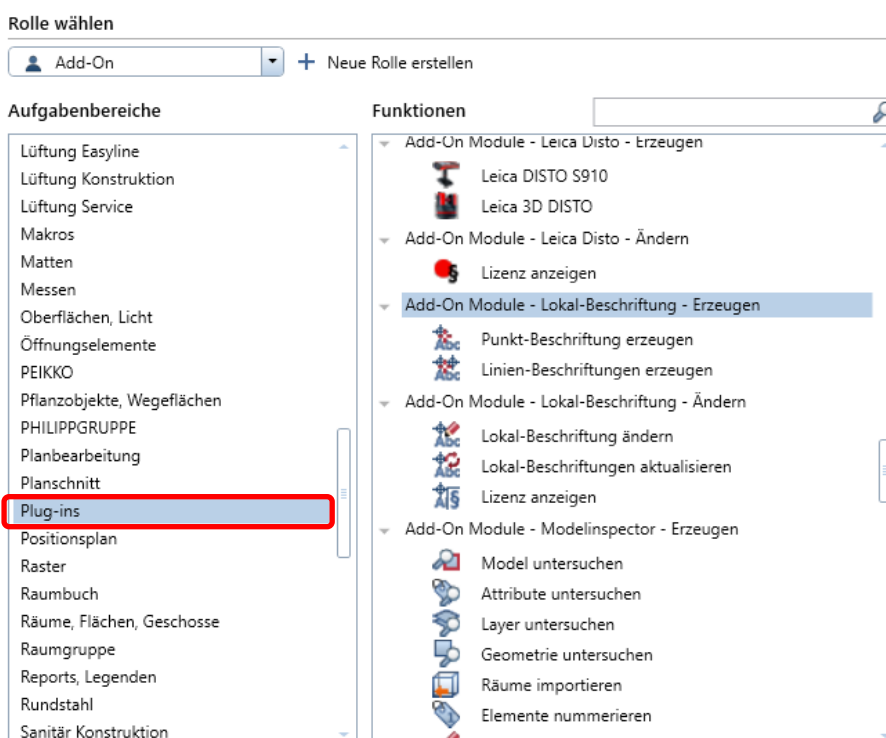 Rolle wählen
Add-On
Neue Rolle erstellen
Aufgabenbereiche
Funktionen
Lüftung Easyline
Lüftung Konstruktion
Lüftung Service
Makros
Matten
Messen
Oberflächen, Licht
Öffnungselemente
PEIKKO
Pflanzobjekte, Wegeflächen
PHILIPPGRUPPE
Planbearbeitung
Planschnitt
Plug-ins
Positionsplan
Raster
Raumbuch
Räume, Flächen, Geschosse
Raumgruppe
Reports, Legenden
Rundstahl
Sanitär Konstruktion
Add-On Module - Leica Disto - Erzeugen
Leica DISTO S910
Leica 3D DISTO
Add-On Module - Leica Disto - Ändern
§ Lizenz anzeigen
Add-On Module - Lokal-Beschriftung - Erzeugen
Abc Punkt-Beschriftung erzeugen
Abc Linien-Beschriftungen erzeugen
Add-On Module - Lokal-Beschriftung - Ändern
Abc Lokal-Beschriftung ändern
Abc Lokal-Beschriftungen aktualisieren
A § Lizenz anzeigen
Add-On Module - Modelinspector - Erzeugen
Model untersuchen
Attribute untersuchen
Layer untersuchen
Geometrie untersuchen
Räume importieren
Elemente nummerieren